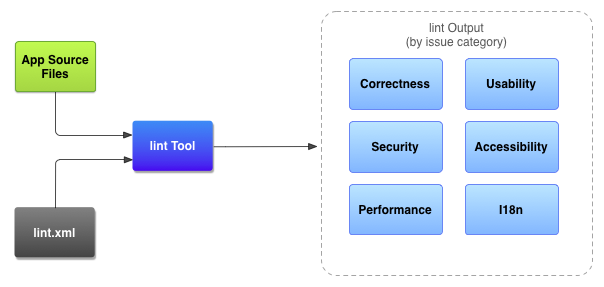 App Source
Files
lint.xml
lint Tool
lint Output
(by issue category)
Correctness
Usability
Security
Accessibility
Performance
I18n